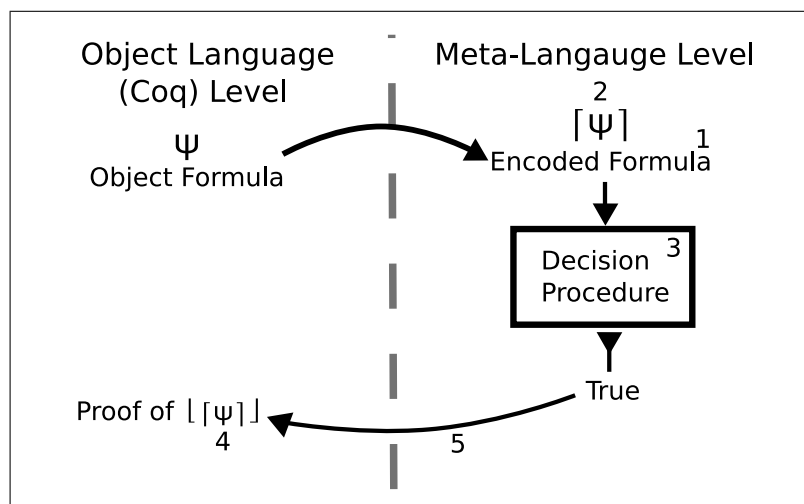 Object Language
(Coq) Level
Meta-Langauge Level
2
Ψ
⌈Ψ⌉
1
Object Formula
Encoded Formula
3
Decision
Procedure
True
Proof of ⌊⌈Ψ⌉⌋
4
5